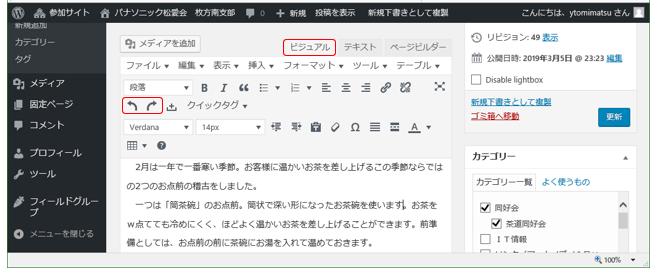 参加サイト パナソニック松愛会 枚方南支部 0 + 新規 投稿を表示 新規下書きとして複製 こんにちは、ytomimatsu さん
新規追加
カテゴリー
タグ
メディア
固定ページ
コメント
プロフィール
ツール
フィールドグループ
メニューを閉じる
メディアを追加 ビジュアル テキスト ページビルダー
ファイル 編集 表示 挿入 フォーマット ツール テーブル
段落 B I
クイックタグ
Verdana 14px Ω A
2月は一年で一番寒い季節。お客様に温かいお茶を差し上げるこの季節ならでは
の2つのお点前の稽古をしました。
一つは「筒茶碗」のお点前。筒状で深い形になったお茶碗を使います。お茶を
w点てても冷めにくく、ほどよく温かいお茶を差し上げることができます。前準
備としては、お点前の前に茶碗にお湯を入れて温めておきます。
リビジョン: 49 表示
公開日時: 2019年3月5日 @ 23:23 編集
Disable lightbox
新規下書きとして複製
ゴミ箱へ移動
更新
カテゴリー
カテゴリー一覧 よく使うもの
同好会
茶道同好会
ＩＴ情報
100%